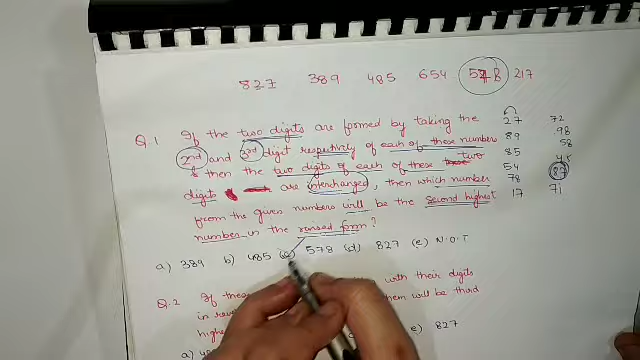 827 389 485 654 578 217
Q.1 If the two digits are formed by taking the 27 72
2nd and 3rd digit respectively of each of these numbers 89 98
& then the two digits of each of these two 85 58
digits are interchanged, then which number 54 45
from the given numbers will be the second highest 78 87
number in the revised form? 17 71
a) 389 b) 485 (c) 578 (d) 827 (e) N.O.T
Q.2 If these with their digits
in rever then will be third
high
a) e) 827